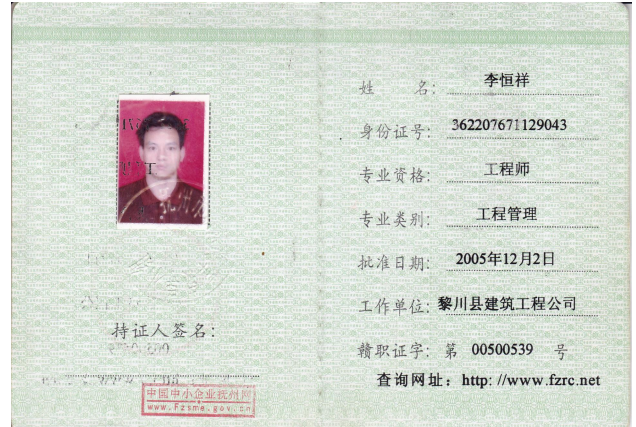 姓 名: 李恒祥
身份证号: 362207671129043
专业资格: 工程师
专业类别: 工程管理
批准日期: 2005年12月2日
工作单位: 黎川县建筑工程公司
赣职证字: 第 00500539 号
查询网址: http: //www.fzrc.net
持证人签名:
中国中小企业抚州网
www.Fzsme.gov.cn